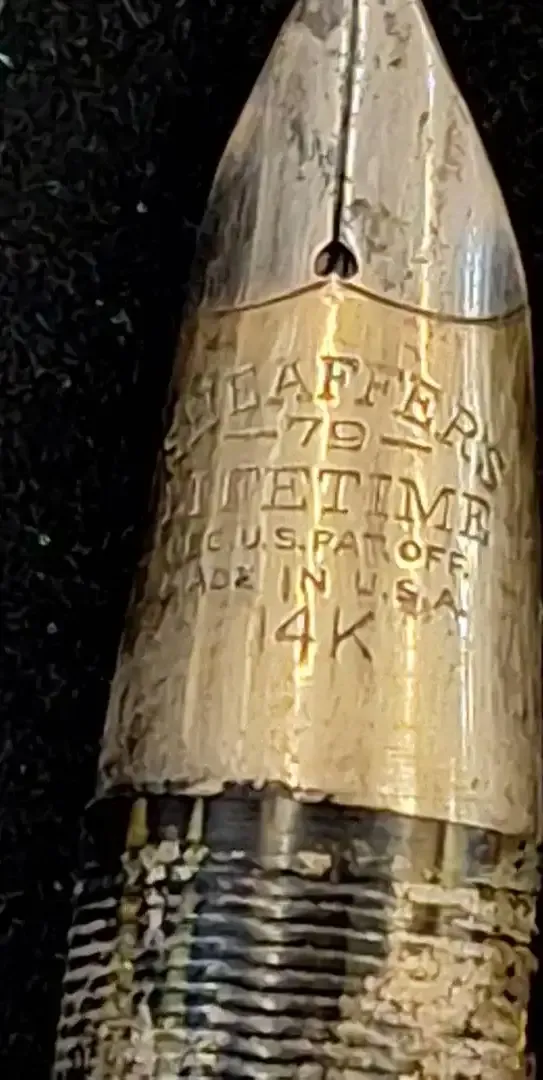 SHEAFFER'S
—79—
LIFETIME
REG. U.S. PAT. OFF.
MADE IN U.S.A.
14K